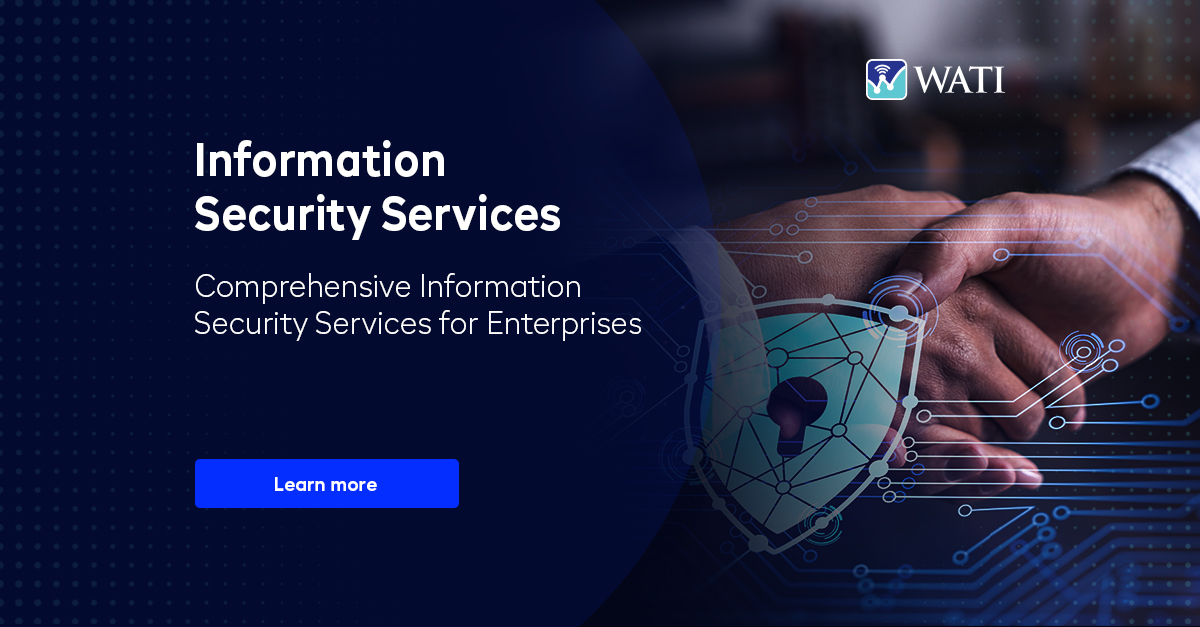 WATI
Information
Security Services
Comprehensive Information
Security Services for Enterprises
Learn more